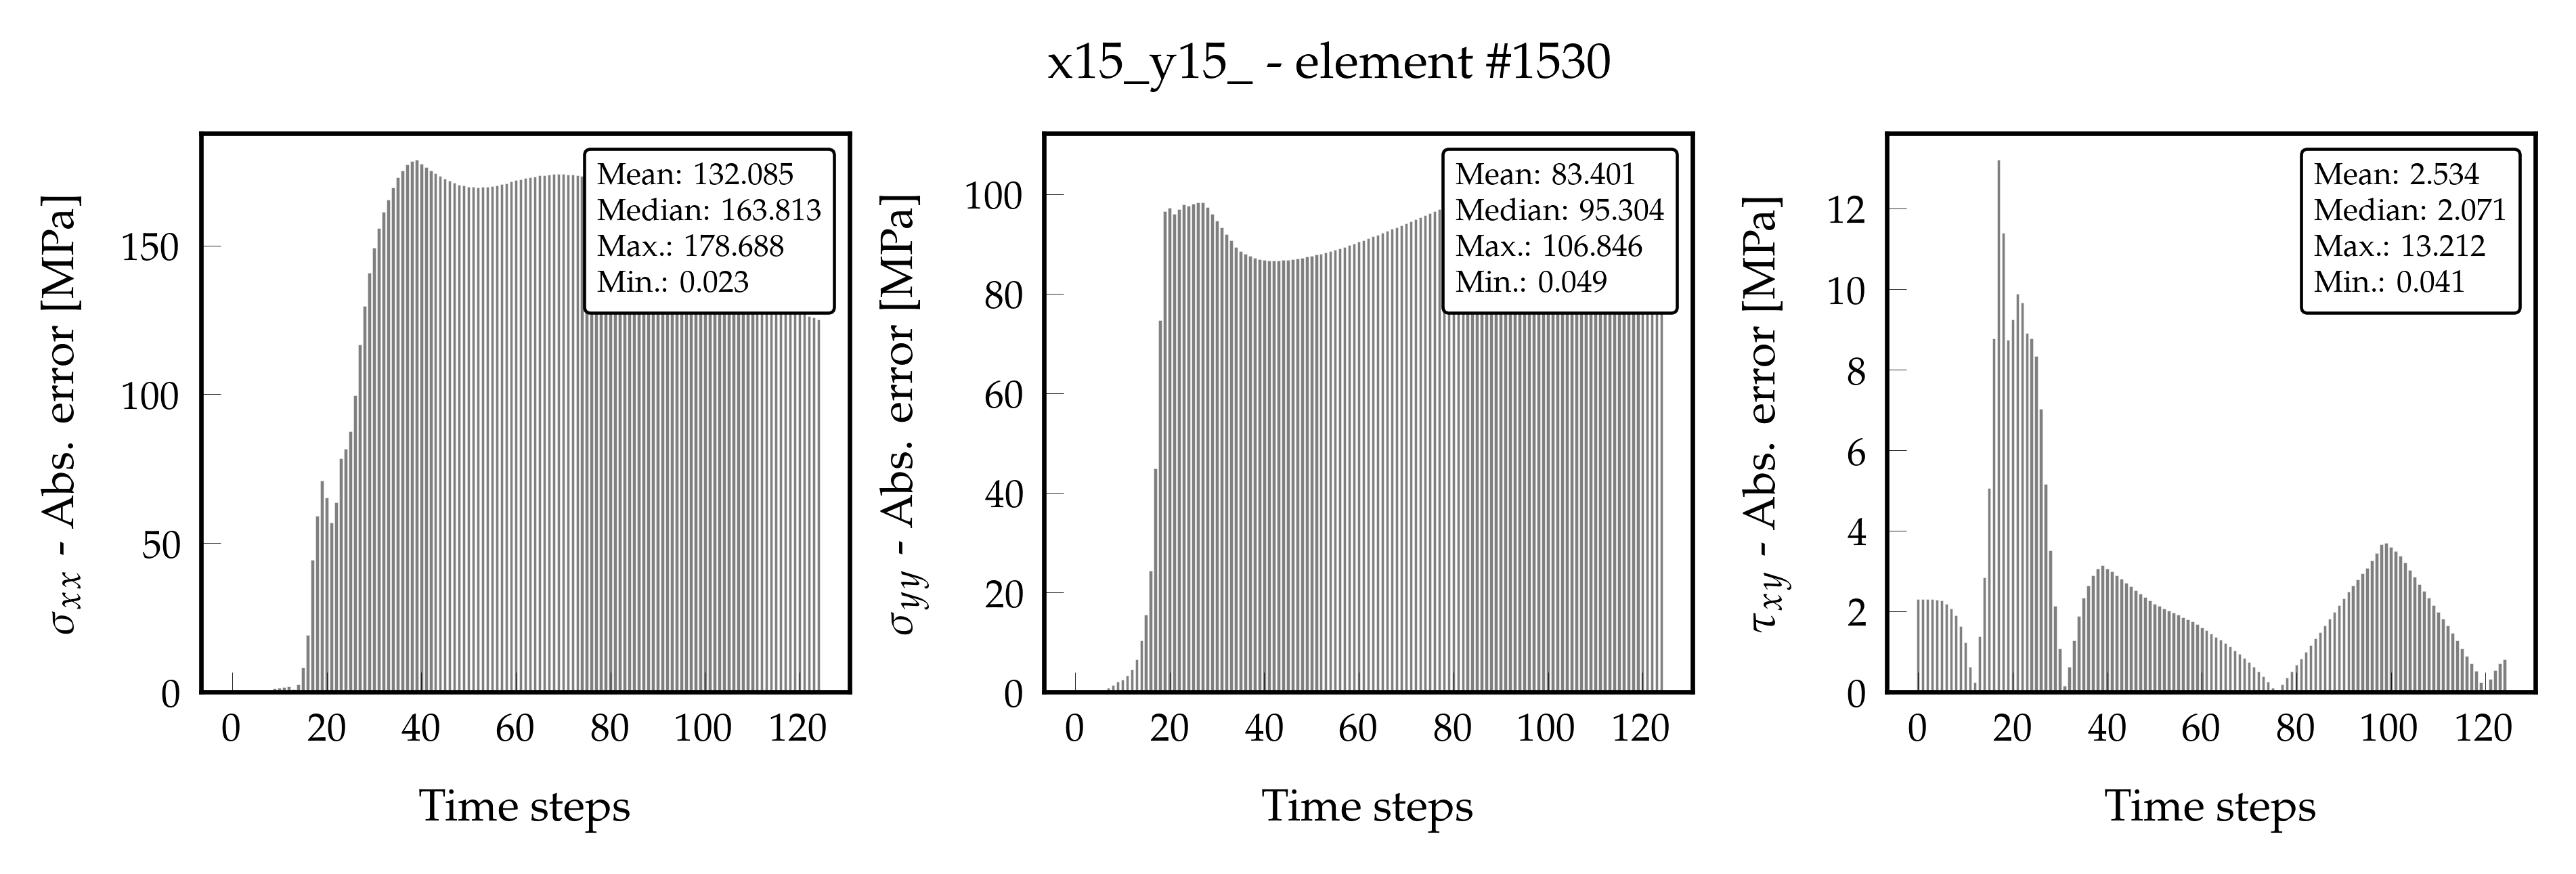 x15_y15_ - element #1530
σxx - Abs. error [MPa]
150
100
50
0
0 20 40 60 80 100 120
Time steps
Mean: 132.085
Median: 163.813
Max.: 178.688
Min.: 0.023
σyy - Abs. error [MPa]
100
80
60
40
20
0
0 20 40 60 80 100 120
Time steps
Mean: 83.401
Median: 95.304
Max.: 106.846
Min.: 0.049
τxy - Abs. error [MPa]
12
10
8
6
4
2
0
0 20 40 60 80 100 120
Time steps
Mean: 2.534
Median: 2.071
Max.: 13.212
Min.: 0.041